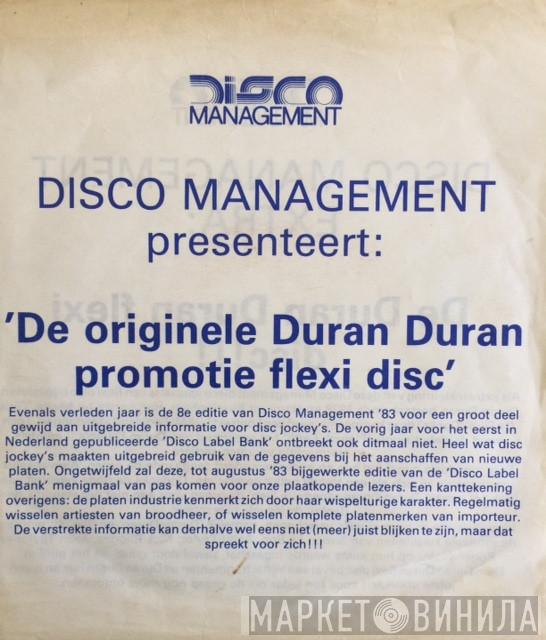 DISCO
MANAGEMENT
DISCO MANAGEMENT
presenteert:
'De originele Duran Duran
promotie flexi disc'
Evenals verleden jaar is de 8e editie van Disco Management '83 voor een groot deel
gewijd aan uitgebreide informatie voor disc jockey's. De vorig jaar voor het eerst in
Nederland gepubliceerde 'Disco Label Bank' ontbreekt ook ditmaal niet. Heel wat disc
jockey's maakten uitgebreid gebruik van de gegevens bij het aanschaffen van nieuwe
platen. Ongetwijfeld zal deze, tot augustus '83 bijgewerkte editie van de 'Disco Label
Bank' menigmaal van pas komen voor onze plaatkopende lezers. Een kanttekening
overigens: de platen industrie kenmerkt zich door haar wispelturige karakter. Regelmatig
wisselen artiesten van broodheer, of wisselen komplete platenmerken van importeur.
De verstrekte informatie kan derhalve wel eens niet (meer) juist blijken te zijn, maar dat
spreekt voor zich!!!
МАРКЕТ ВИНИЛА